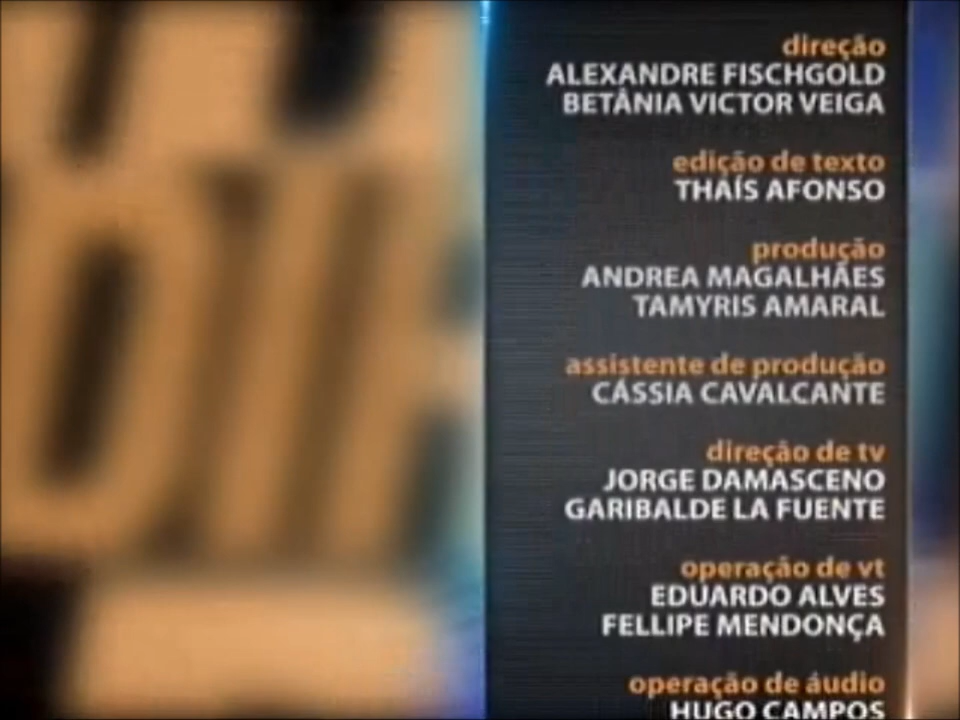 direção
ALEXANDRE FISCHGOLD
BETÂNIA VICTOR VEIGA
edição de texto
THAÍS AFONSO
produção
ANDREA MAGALHÃES
TAMYRIS AMARAL
assistente de produção
CÁSSIA CAVALCANTE
direção de tv
JORGE DAMASCENO
GARIBALDE LA FUENTE
operação de vt
EDUARDO ALVES
FELLIPE MENDONÇA
operação de áudio
HUGO CAMPOS